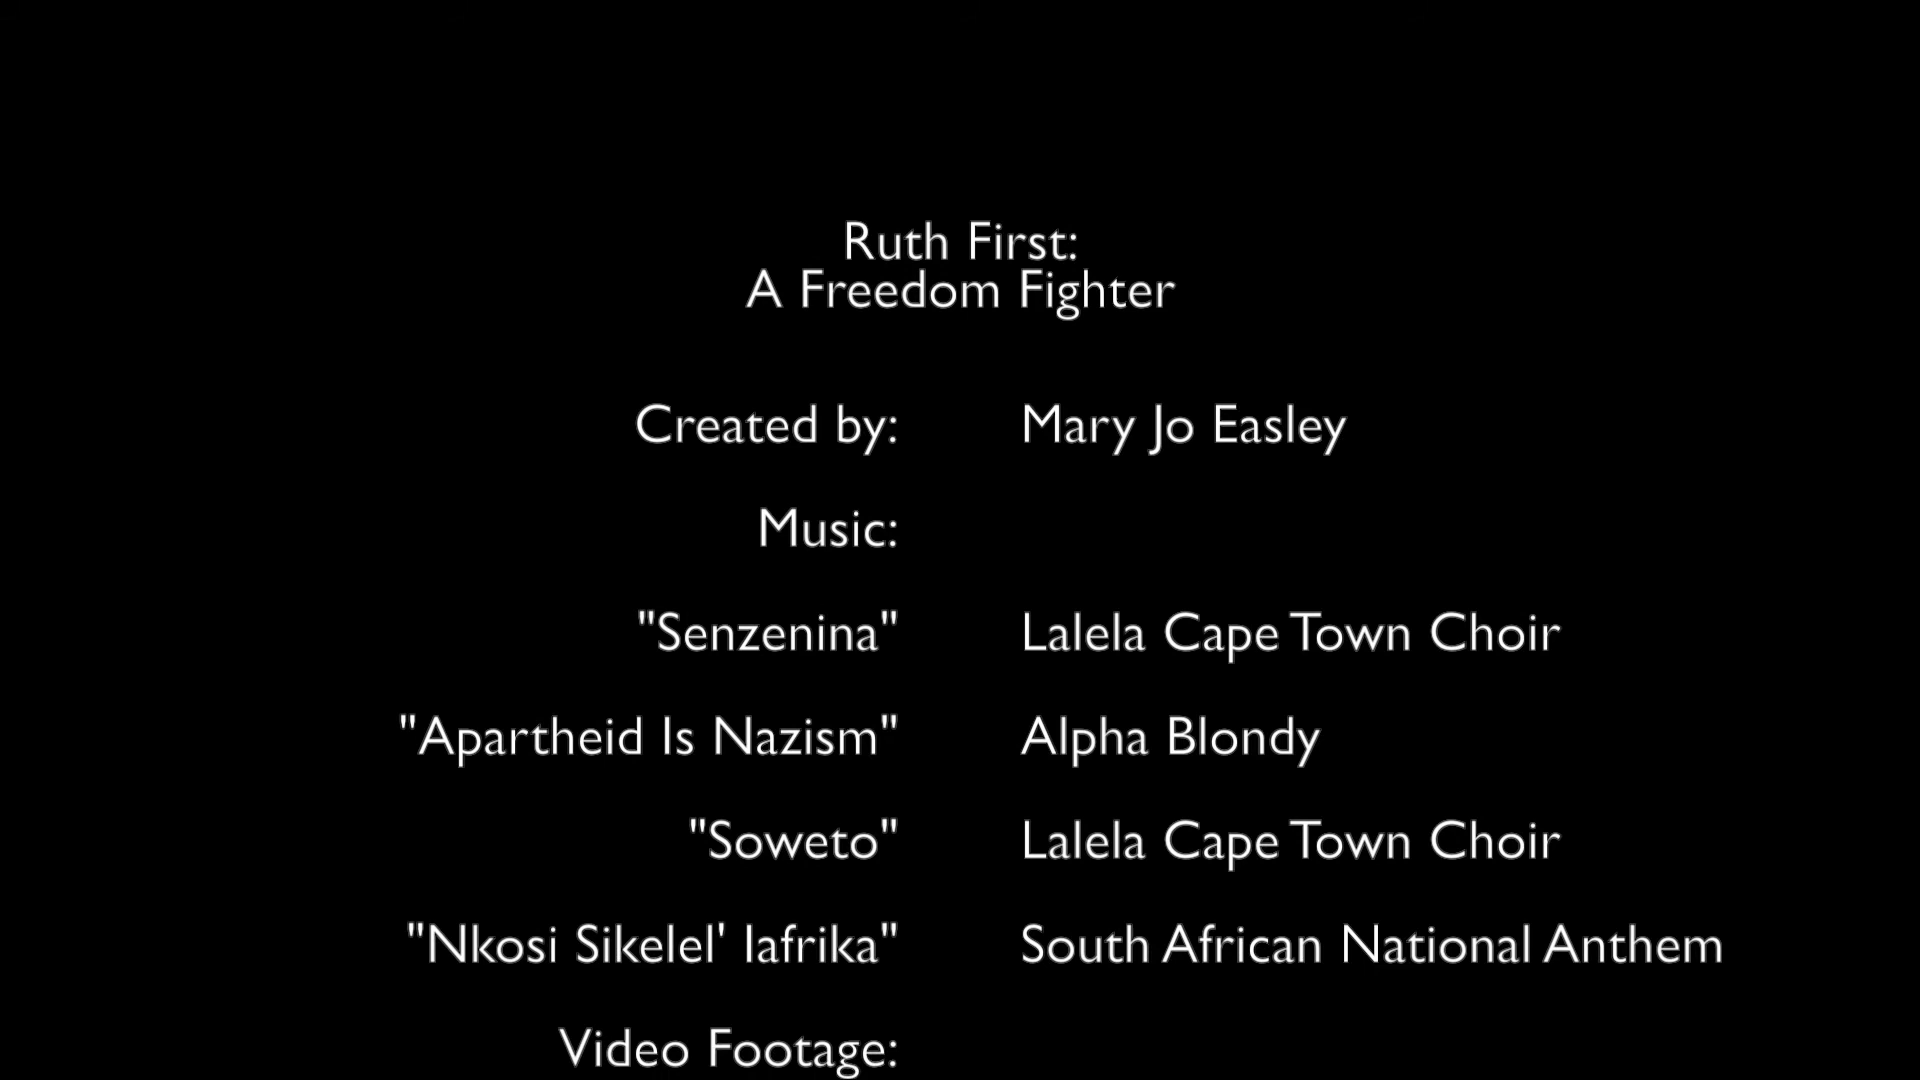 Ruth First:
A Freedom Fighter
Created by: Mary Jo Easley
Music:
"Senzenina" Lalela Cape Town Choir
"Apartheid Is Nazism" Alpha Blondy
"Soweto" Lalela Cape Town Choir
"Nkosi Sikelel' Iafrika" South African National Anthem
Video Footage: